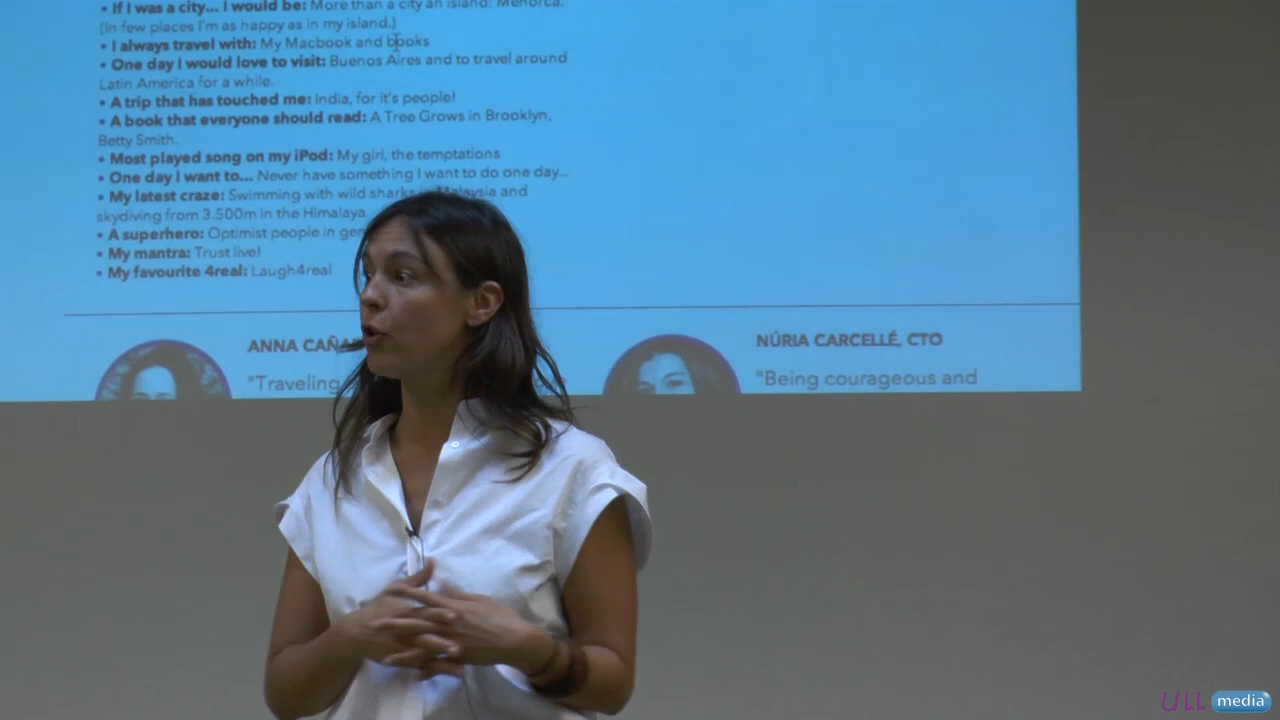 • If I was a city... I would be: More than a city an island: Menorca.
(In few places I'm as happy as in my island.)
• I always travel with: My Macbook and books
• One day I would love to visit: Buenos Aires and to travel around
Latin America for a while.
• A trip that has touched me: India, for it's people!
• A book that everyone should read: A Tree Grows in Brooklyn,
Betty Smith.
• Most played song on my iPod: My girl, the temptations
• One day I want to... Never have something I want to do one day...
• My latest craze: Swimming with wild sharks in Malaysia and
skydiving from 3.500m in the Himalaya.
• A superhero: Optimist people in
• My mantra: Trust live!
• My favourite 4real: Laugh4real
ANNA
"Traveling
NÚRIA CARCELLÉ, CTO
"Being courageous and
ULL media